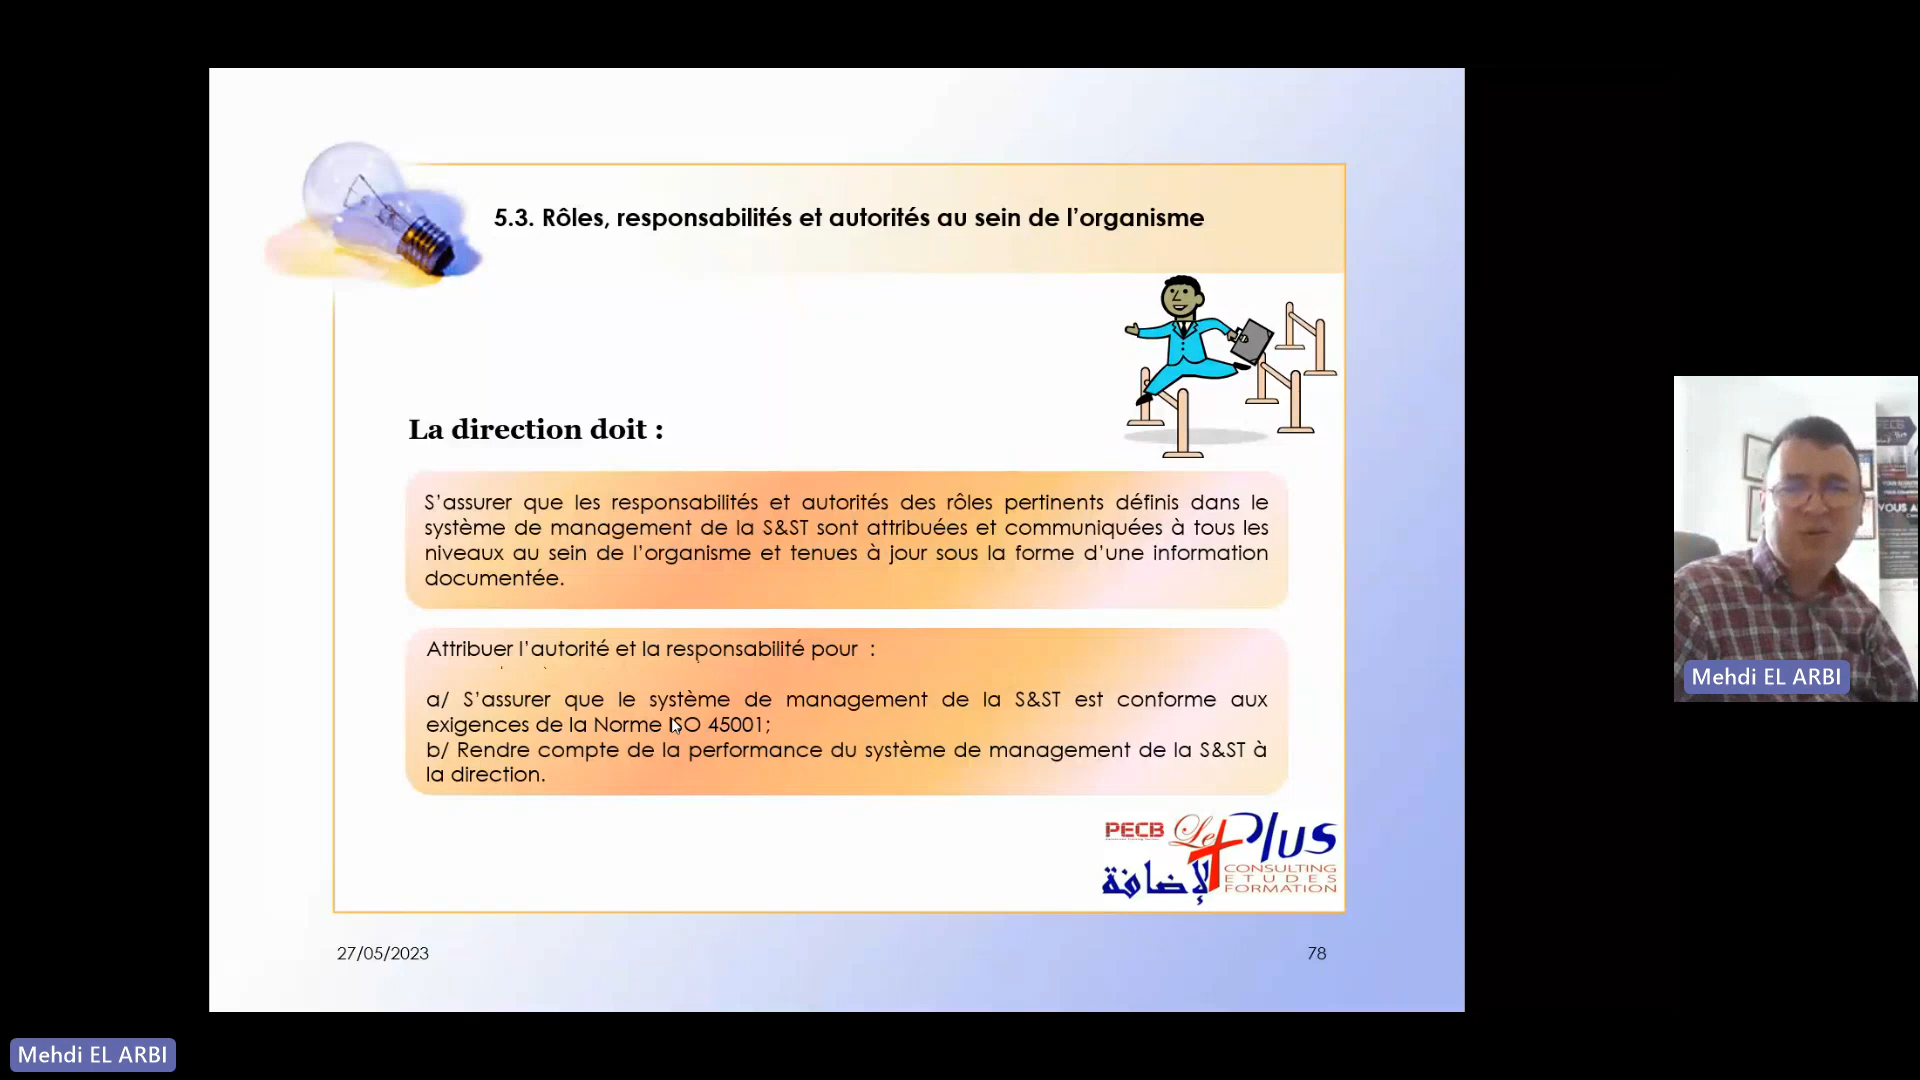 5.3. Rôles, responsabilités et autorités au sein de l’organisme
La direction doit :
S’assurer que les responsabilités et autorités des rôles pertinents définis dans le
système de management de la S&ST sont attribuées et communiquées à tous les
niveaux au sein de l’organisme et tenues à jour sous la forme d’une information
documentée.
Attribuer l’autorité et la responsabilité pour :
a/ S’assurer que le système de management de la S&ST est conforme aux
exigences de la Norme ISO 45001;
b/ Rendre compte de la performance du système de management de la S&ST à
la direction.
PECB Le Plus
الإضافة
CONSULTING
ETUDES
FORMATION
27/05/2023
78
PECB
VOUS A
Mehdi EL ARBI
Mehdi EL ARBI